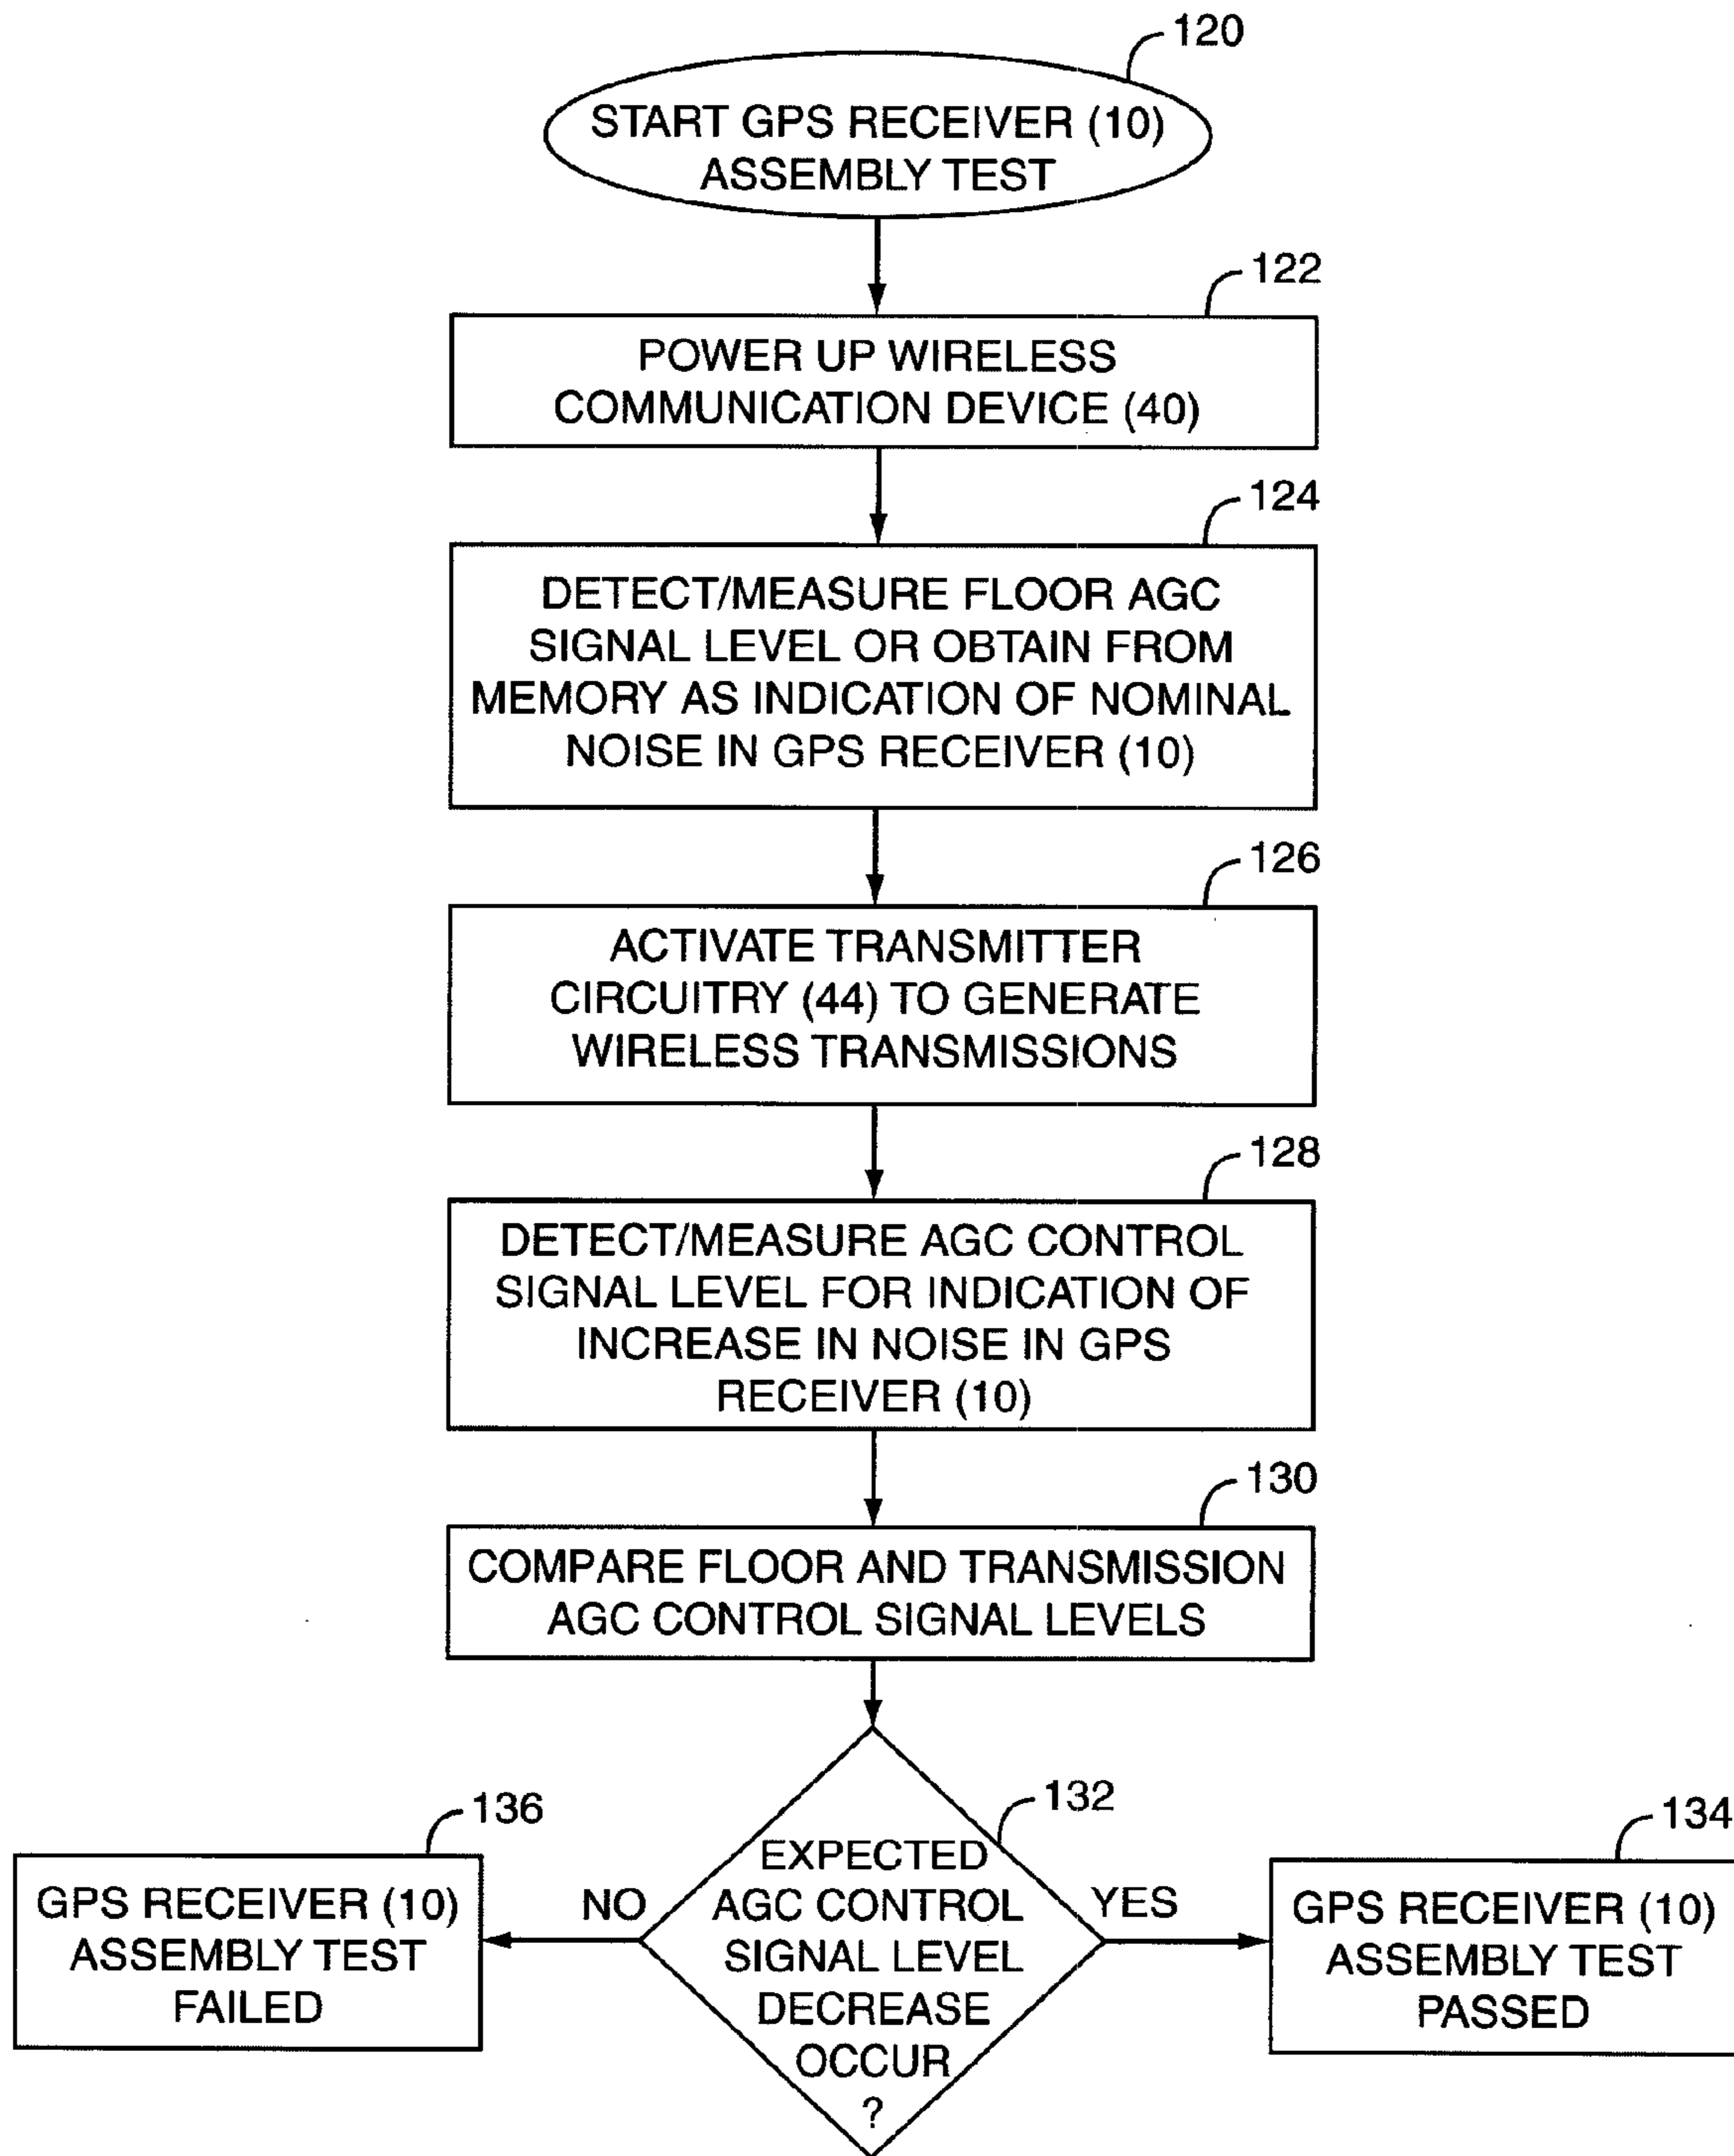 120
START GPS RECEIVER (10)
ASSEMBLY TEST
122
POWER UP WIRELESS
COMMUNICATION DEVICE (40)
124
DETECT/MEASURE FLOOR AGC
SIGNAL LEVEL OR OBTAIN FROM
MEMORY AS INDICATION OF NOMINAL
NOISE IN GPS RECEIVER (10)
126
ACTIVATE TRANSMITTER
CIRCUITRY (44) TO GENERATE
WIRELESS TRANSMISSIONS
128
DETECT/MEASURE AGC CONTROL
SIGNAL LEVEL FOR INDICATION OF
INCREASE IN NOISE IN GPS
RECEIVER (10)
130
COMPARE FLOOR AND TRANSMISSION
AGC CONTROL SIGNAL LEVELS
132
EXPECTED
AGC CONTROL
SIGNAL LEVEL
DECREASE
OCCUR
?
NO
136
GPS RECEIVER (10)
ASSEMBLY TEST
FAILED
YES
134
GPS RECEIVER (10)
ASSEMBLY TEST
PASSED